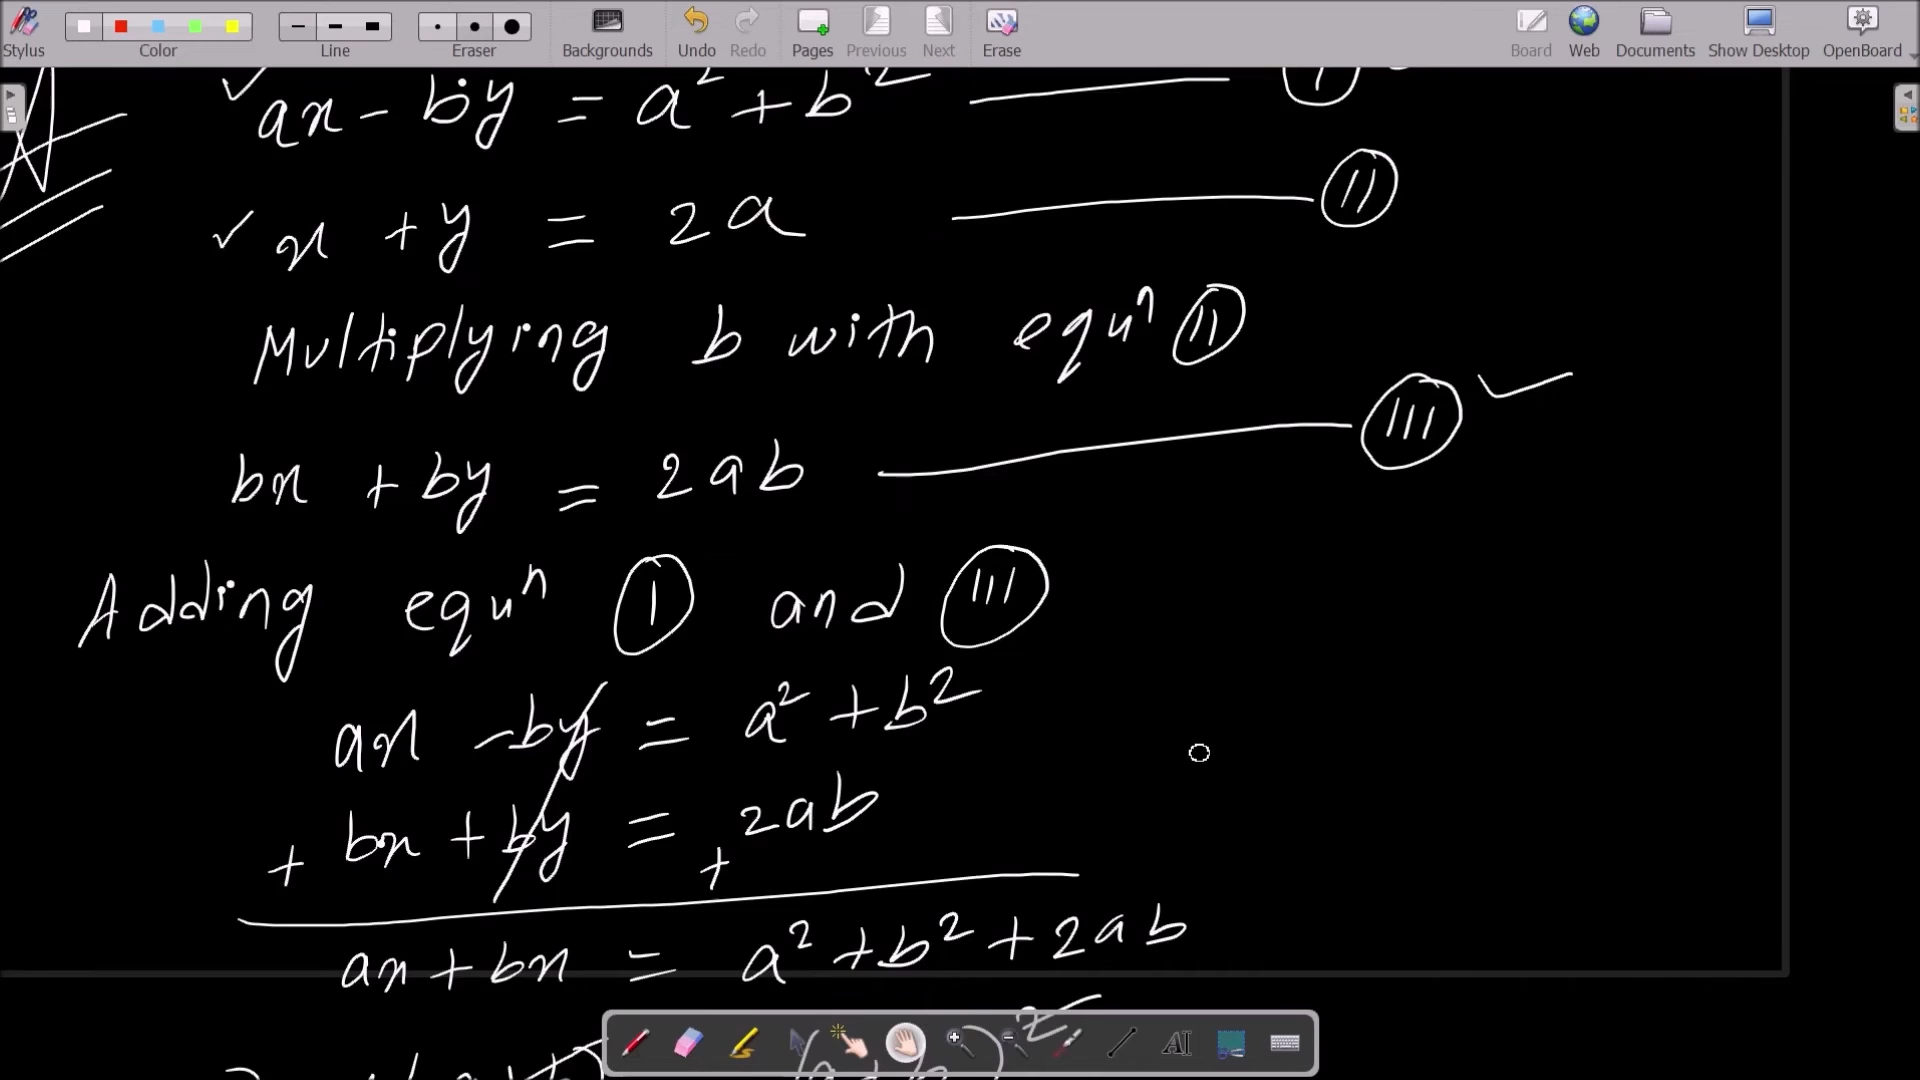 Stylus Color Line Eraser Backgrounds Undo Redo Pages Previous Next Erase Board Web Documents Show Desktop OpenBoard
ax - by = a² + b² I
x + y = 2a II
Multiplying b with equⁿ II
bx + by = 2ab III
Adding equⁿ I and III
ax - by = a² + b²
+ bx + by = + 2ab
ax + bx = a² + b² + 2ab
AI